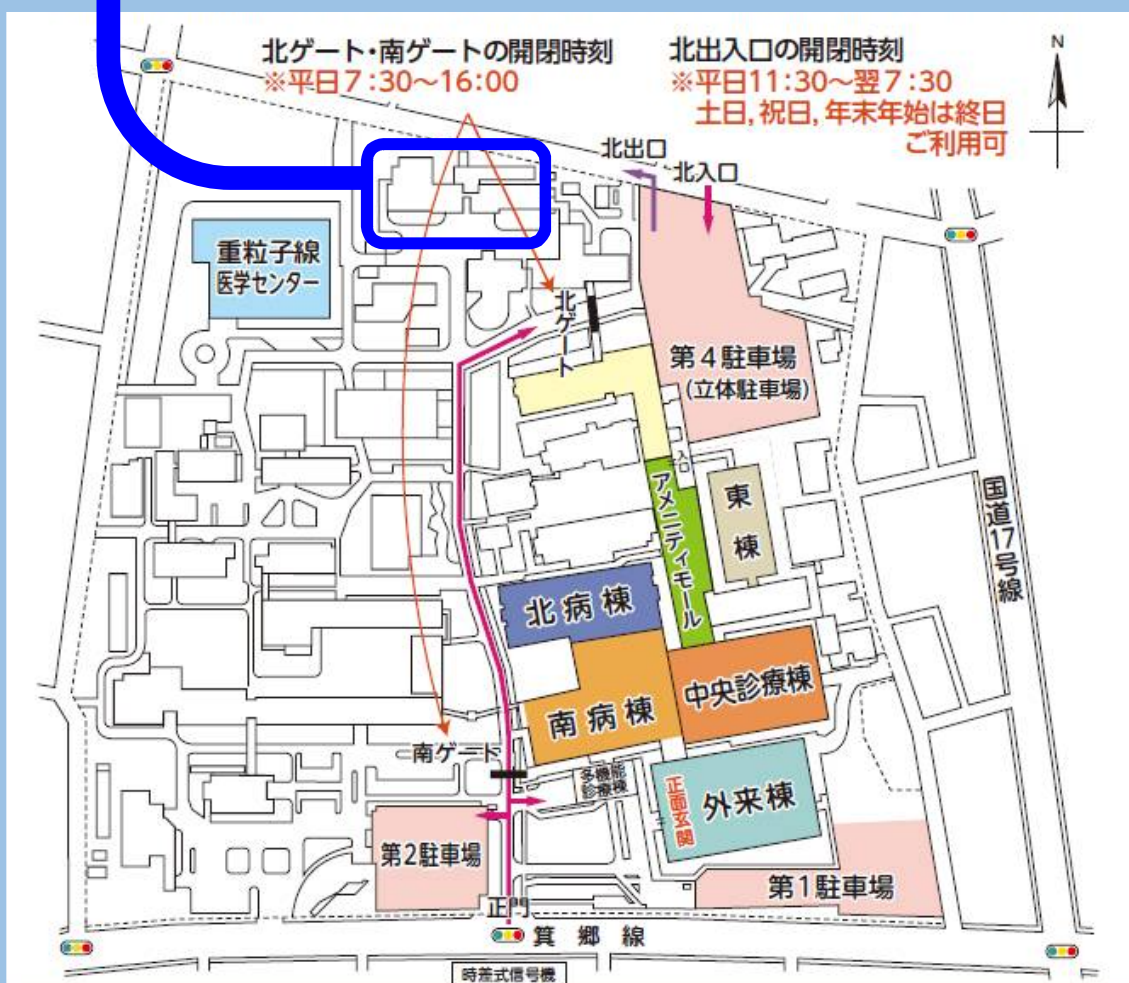 北ゲート・南ゲートの開閉時刻
※平日7:30〜16:00
北出入口の開閉時刻
※平日11:30〜翌7:30
土日,祝日,年末年始は終日
ご利用可
N
北出口
北入口
重粒子線
医学センター
北ゲート
第4駐車場
(立体駐車場)
入口
アメニティモール
東棟
国道17号線
北病棟
南病棟
中央診療棟
南ゲート
多機能
診療棟
正面玄関
外来棟
第2駐車場
第1駐車場
正門
箕郷線
時差式信号機